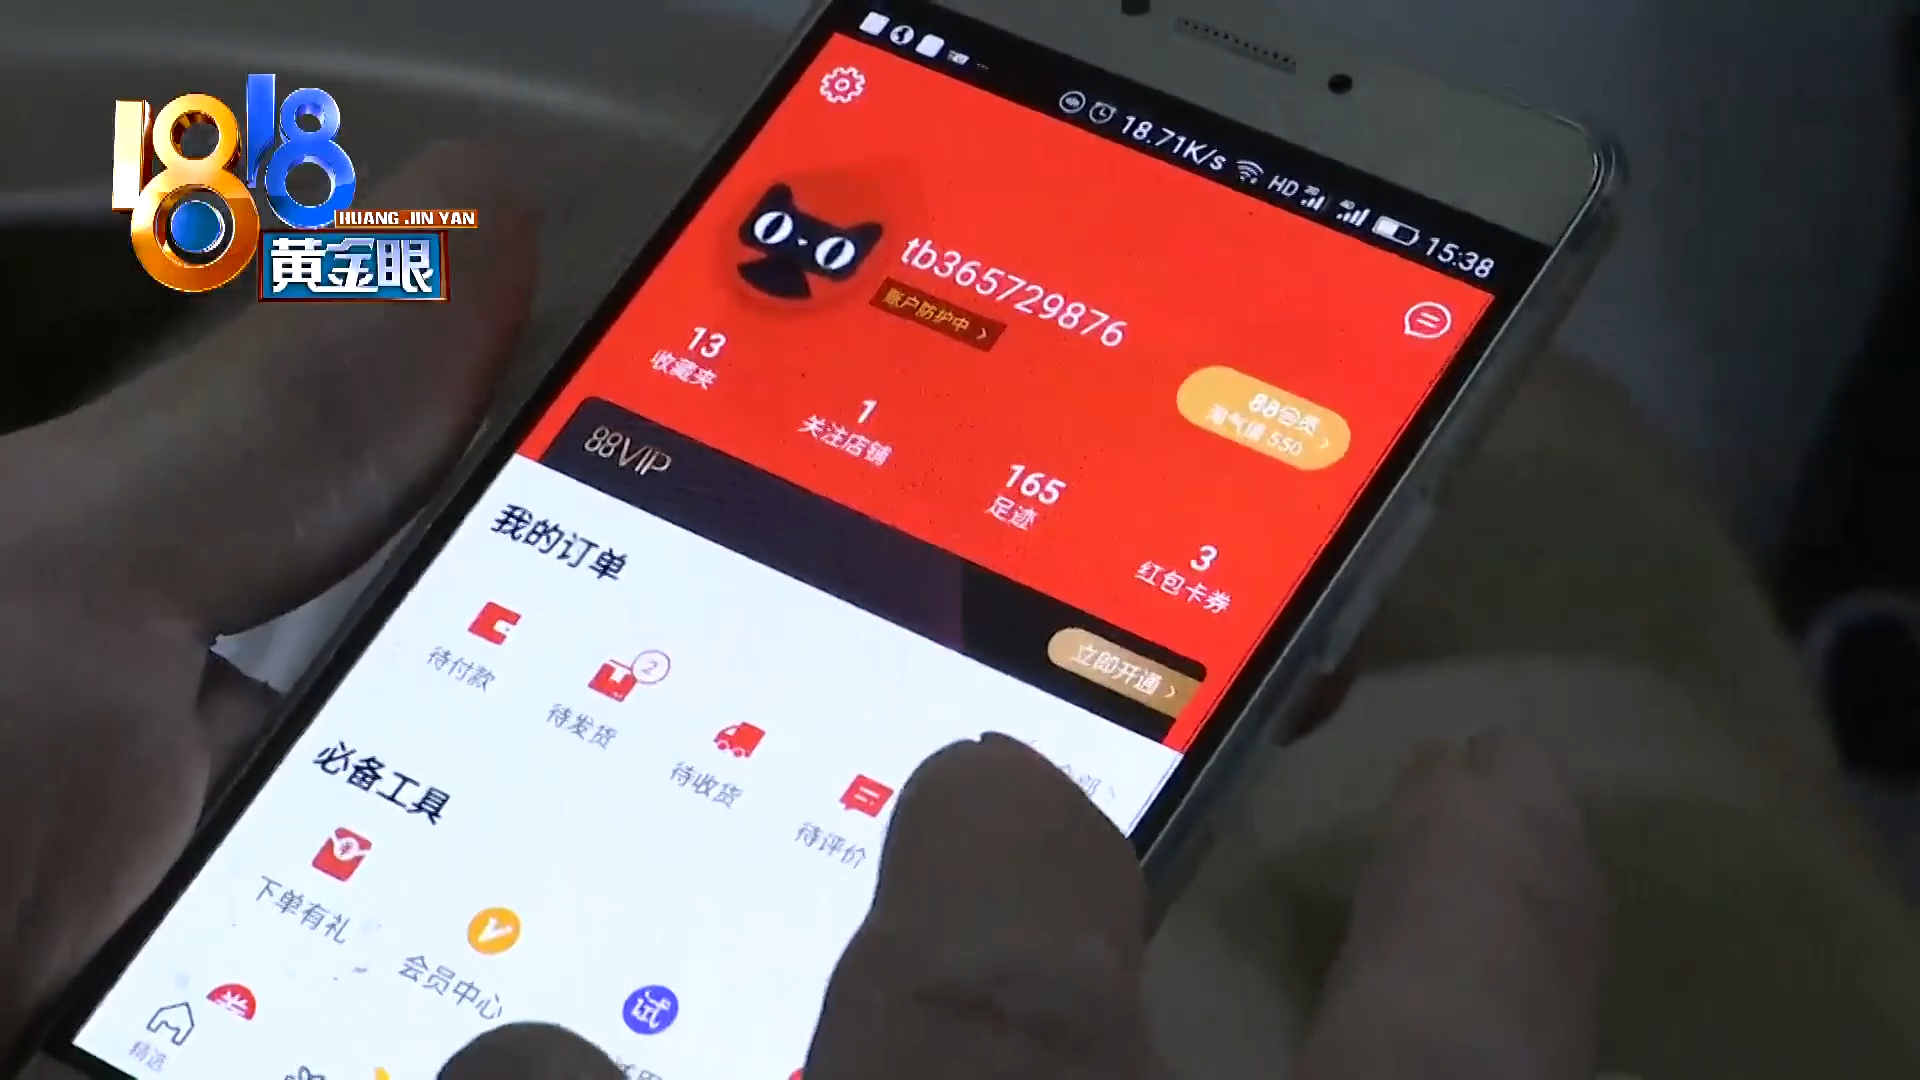 1818
HUANG JIN YAN
黄金眼
18.71K/s
HD
15:38
tb365729876
账户防护中
13
收藏夹
1
关注店铺
165
足迹
3
红包卡券
88会员
淘气值 550
88VIP
立即开通
我的订单
待付款
2
待发货
待收货
待评价
必备工具
下单有礼
会员中心
试
券
精选